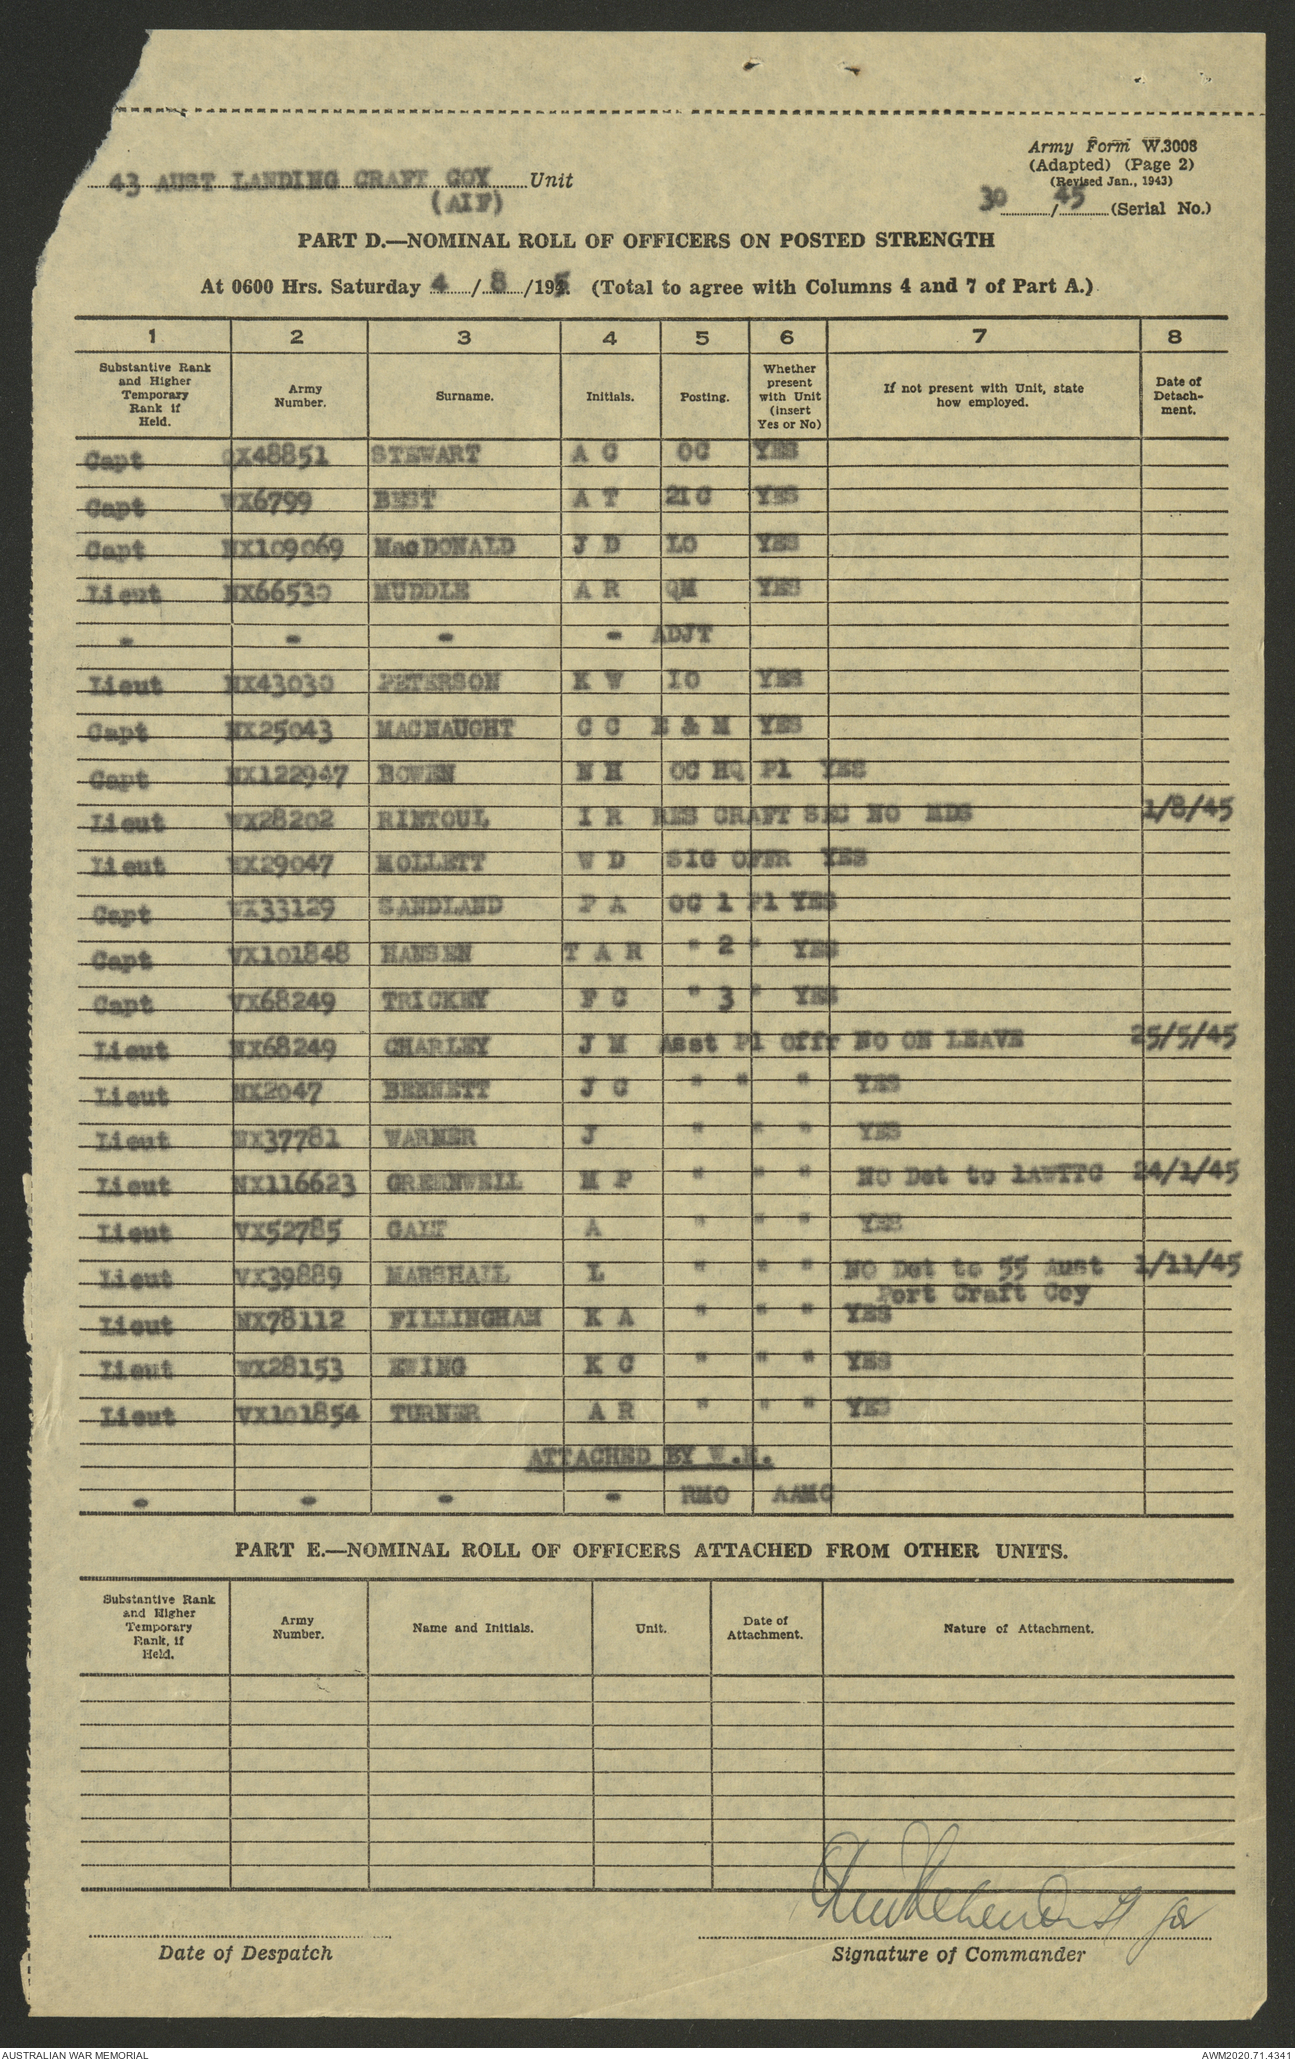 Army Form W.3008
(Adapted) (Page 2)
(Revised Jan., 1943)
43 AUST LANDING CRAFT COY Unit
(AIF)
30 / 45 (Serial No.)
PART D.—NOMINAL ROLL OF OFFICERS ON POSTED STRENGTH
At 0600 Hrs. Saturday 4 / 8 /1945 (Total to agree with Columns 4 and 7 of Part A.)
1 2 3 4 5 6 7 8
Substantive Rank and Higher Temporary Rank if Held. Army Number. Surname. Initials. Posting. Whether present with Unit (insert Yes or No) If not present with Unit, state how employed. Date of Detach-ment.
Capt QX48851 STEWART A C OC YES
Capt VX6799 BEST A T 2IC YES
Capt NX109069 MacDONALD J D LO YES
Lieut NX66530 MUDDLE A R QM YES
- - - - ADJT
Lieut NX43030 PETERSON K W IO YES
Capt NX25043 MACNAUGHT C C E & M YES
Capt NX122947 BOWEN N H OC HQ Pl YES
Lieut WX28202 RINTOUL I R RES CRAFT SEC NO MDS 1/8/45
Lieut WX29047 MOLLETT W D SIG OFFR YES
Capt VX33129 SANDLAND P A OC 1 Pl YES
Capt VX101848 HANSEN T A R " 2 " YES
Capt VX68249 TRICKEY F C " 3 " YES
Lieut NX68249 CHARLEY J M Asst Pl Offr NO ON LEAVE 25/5/45
Lieut NX2047 BENNETT J C " " " YES
Lieut NX37781 WARNER J " " " YES
Lieut NX116623 GREENWELL M P " " " NO Det to 1AWTTC 24/1/45
Lieut VX52785 GALT A " " " YES
Lieut VX39889 MARSHALL L " " " NO Det to 55 Aust 1/11/45
Port Craft Coy
Lieut NX78112 FILLINGHAM K A " " " YES
Lieut WX28153 EWING K C " " " YES
Lieut VX101854 TURNER A R " " " YES
ATTACHED BY W.E.
- - - - RMO AAMC
PART E.—NOMINAL ROLL OF OFFICERS ATTACHED FROM OTHER UNITS.
Substantive Rank and Higher Temporary Rank, if Held. Army Number. Name and Initials. Unit. Date of Attachment. Nature of Attachment.
Date of Despatch
Signature of Commander
AUSTRALIAN WAR MEMORIAL
AWM2020.71.4341